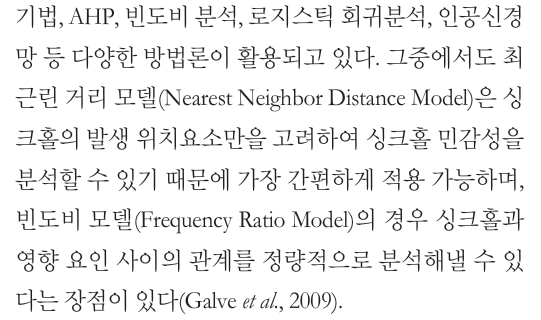 기법, AHP, 빈도비 분석, 로지스틱 회귀분석, 인공신경
망 등 다양한 방법론이 활용되고 있다. 그중에서도 최
근린 거리 모델(Nearest Neighbor Distance Model)은 싱
크홀의 발생 위치요소만을 고려하여 싱크홀 민감성을
분석할 수 있기 때문에 가장 간편하게 적용 가능하며,
빈도비 모델(Frequency Ratio Model)의 경우 싱크홀과
영향 요인 사이의 관계를 정량적으로 분석해낼 수 있
다는 장점이 있다(Galve et al., 2009).